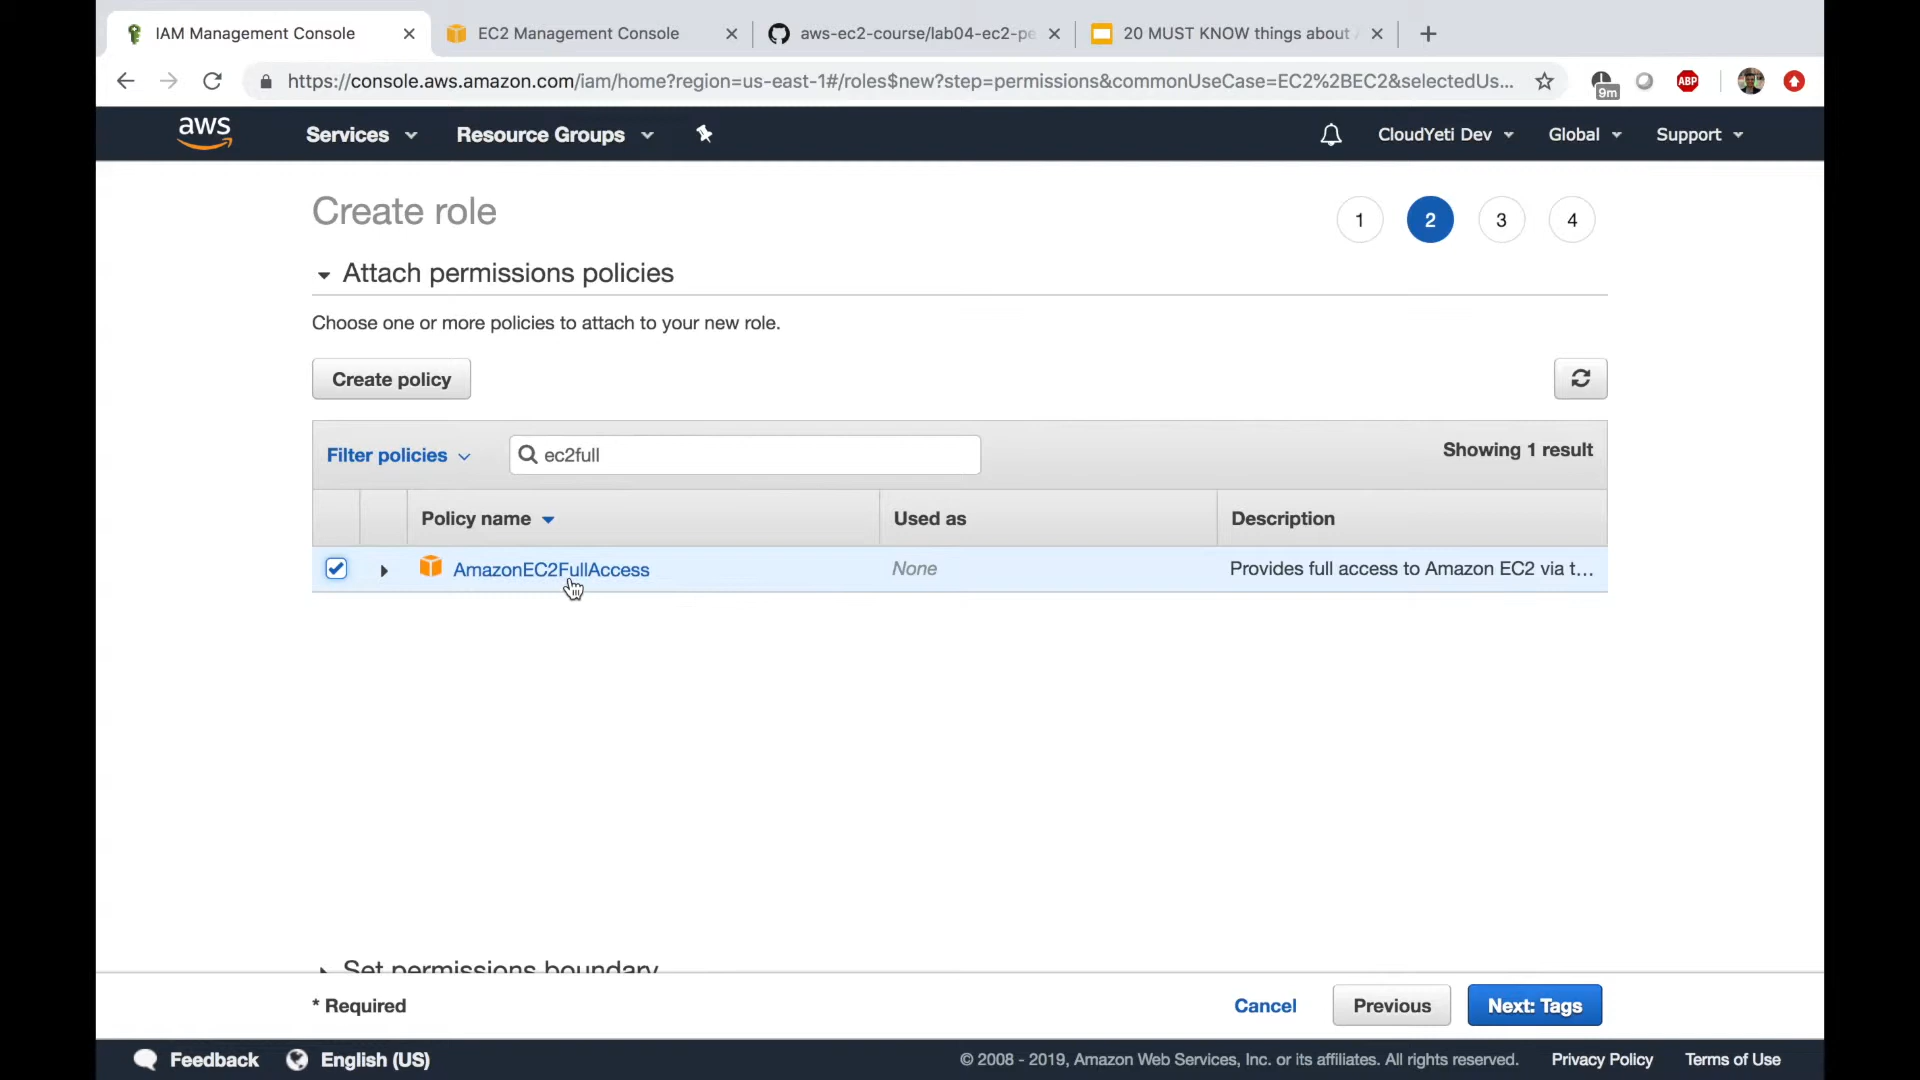 IAM Management Console
EC2 Management Console
aws-ec2-course/lab04-ec2-pe
20 MUST KNOW things about A
https://console.aws.amazon.com/iam/home?region=us-east-1#/roles$new?step=permissions&commonUseCase=EC2%2BEC2&selectedUs...
9m
ABP
aws
Services
Resource Groups
CloudYeti Dev
Global
Support
Create role
1
2
3
4
Attach permissions policies
Choose one or more policies to attach to your new role.
Create policy
Filter policies
ec2full
Showing 1 result
Policy name
Used as
Description
AmazonEC2FullAccess
None
Provides full access to Amazon EC2 via t...
Set permissions boundary
* Required
Cancel
Previous
Next: Tags
Feedback
English (US)
© 2008 - 2019, Amazon Web Services, Inc. or its affiliates. All rights reserved.
Privacy Policy
Terms of Use